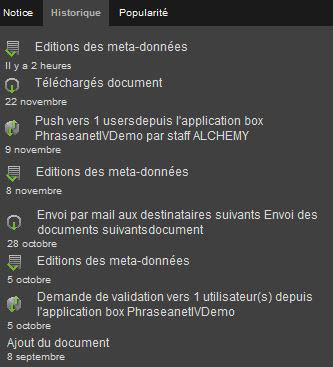 Notice Historique Popularité
Editions des meta-données
Il y a 2 heures
Téléchargés document
22 novembre
Push vers 1 usersdepuis l'application box
PhraseanetIVDemo par staff ALCHEMY
9 novembre
Editions des meta-données
8 novembre
Envoi par mail aux destinataires suivants Envoi des
documents suivantsdocument
28 octobre
Editions des meta-données
5 octobre
Demande de validation vers 1 utilisateur(s) depuis
l'application box PhraseanetIVDemo
5 octobre
Ajout du document
8 septembre